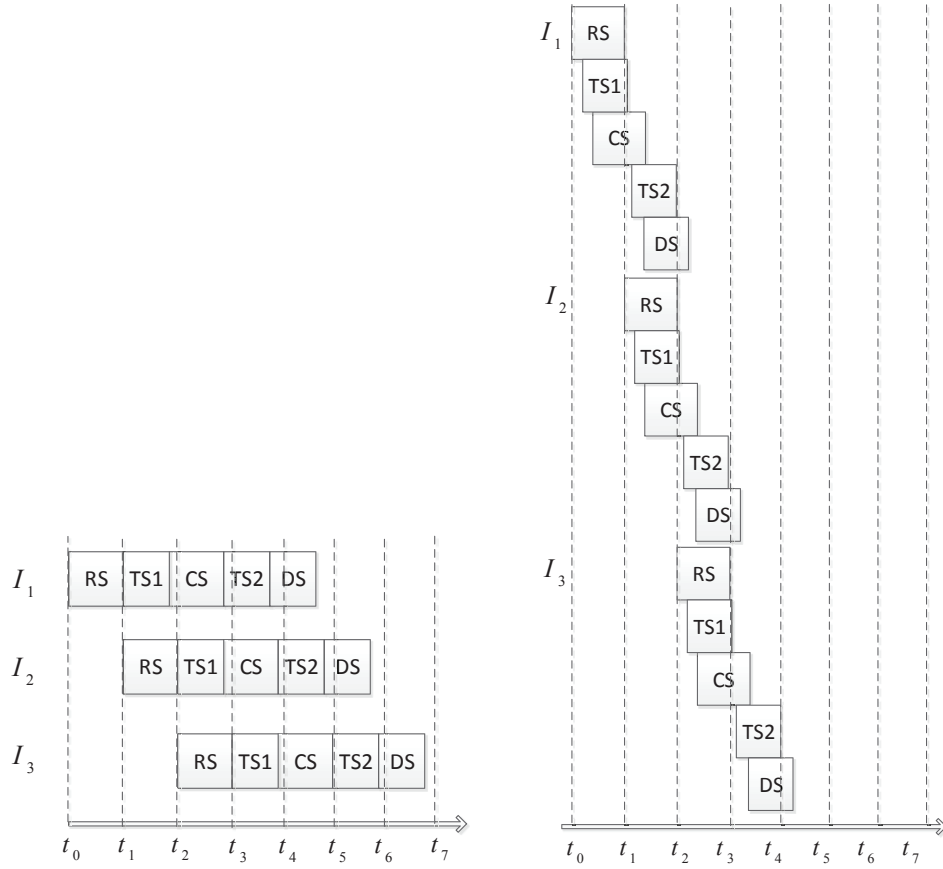 I1 RS TS1 CS TS2 DS
I2 RS TS1 CS TS2 DS
I3 RS TS1 CS TS2 DS
t0 t1 t2 t3 t4 t5 t6 t7
I1 RS
TS1
CS
TS2
DS
I2 RS
TS1
CS
TS2
DS
I3 RS
TS1
CS
TS2
DS
t0 t1 t2 t3 t4 t5 t6 t7